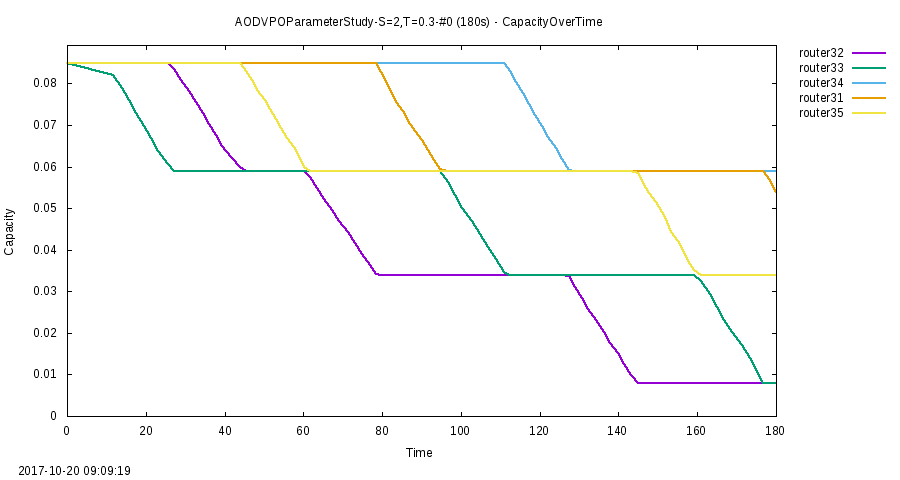 AODVPOParameterStudy-S=2,T=0.3-#0 (180s) - CapacityOverTime
router32
router33
router34
router31
router35
0.08
0.07
0.06
0.05
0.04
0.03
0.02
0.01
0
Capacity
0 20 40 60 80 100 120 140 160 180
Time
2017-10-20 09:09:19